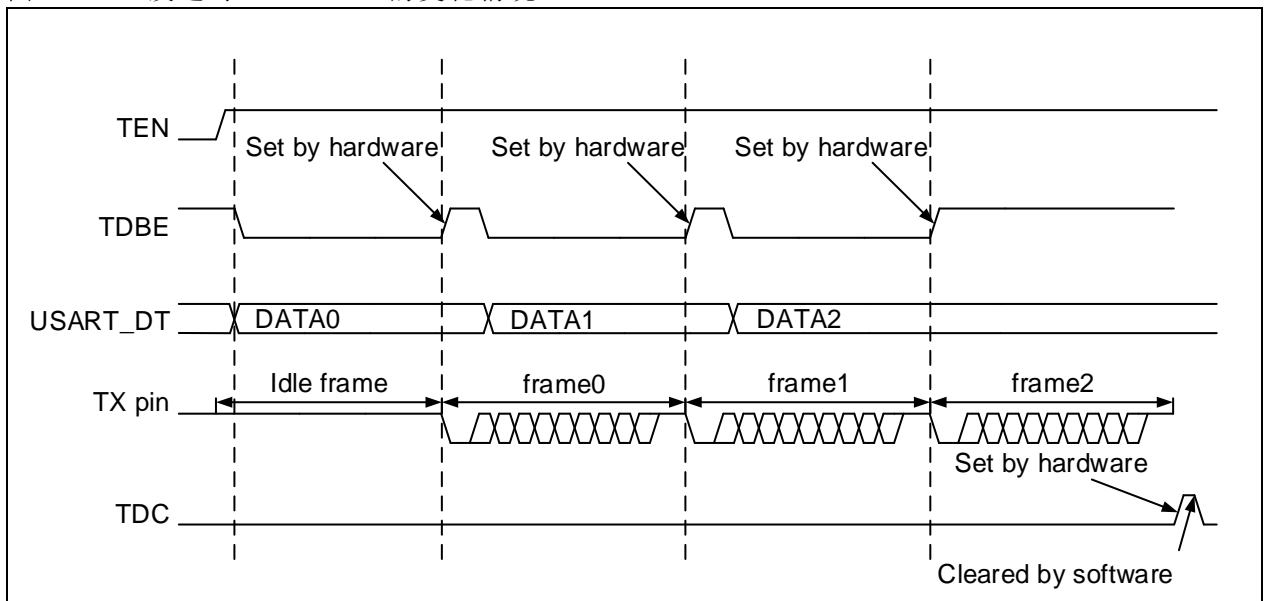 TEN
Set by hardware Set by hardware Set by hardware
TDBE
USART_DT DATA0 DATA1 DATA2
Idle frame frame0 frame1 frame2
TX pin
Set by hardware
TDC
Cleared by software